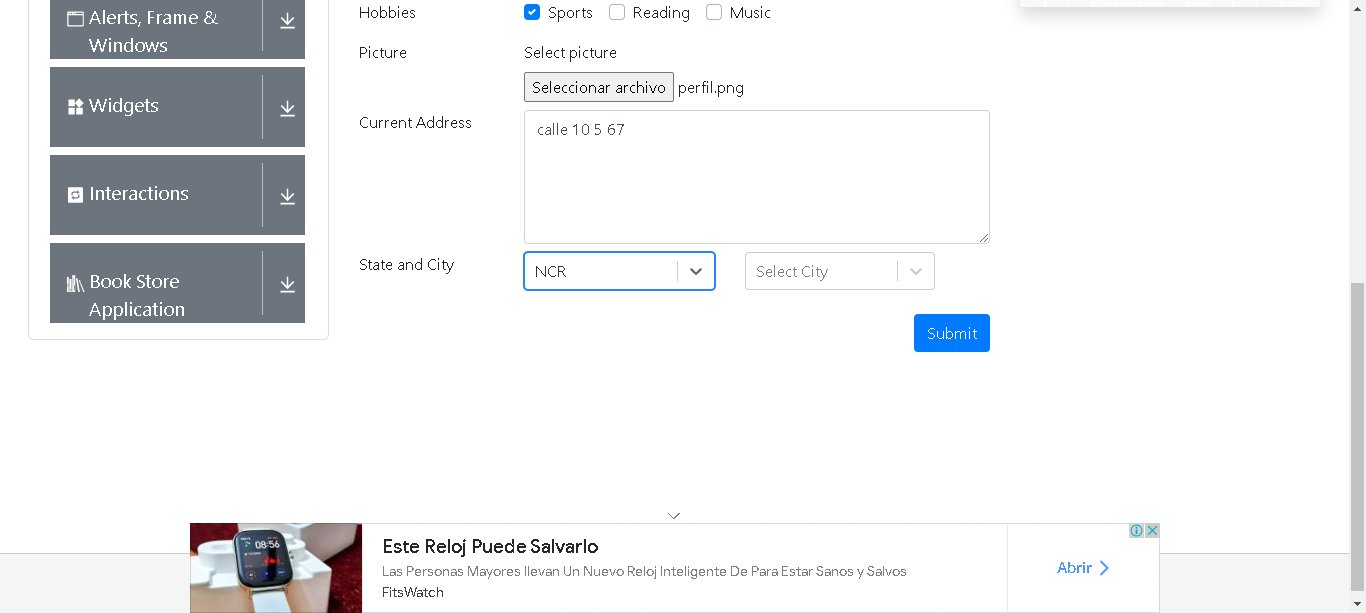 Alerts, Frame &
Windows
Widgets
Interactions
Book Store
Application
Hobbies
Sports Reading Music
Picture
Select picture
Seleccionar archivo perfil.png
Current Address
calle 10 5 67
State and City
NCR
Select City
Submit
08:56
Este Reloj Puede Salvarlo
Las Personas Mayores llevan Un Nuevo Reloj Inteligente De Para Estar Sanos y Salvos
FitsWatch
Abrir